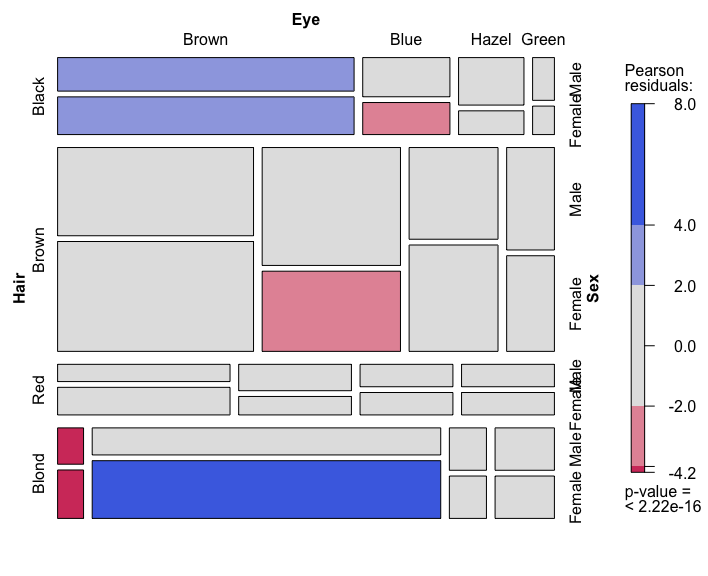 Eye
Brown Blue Hazel Green
Hair
Black
Brown
Red
Blond
Male
Female
Male
Female
Male
Female
Male
Female
Sex
Pearson
residuals:
8.0
4.0
2.0
0.0
-2.0
-4.2
p-value =
< 2.22e-16